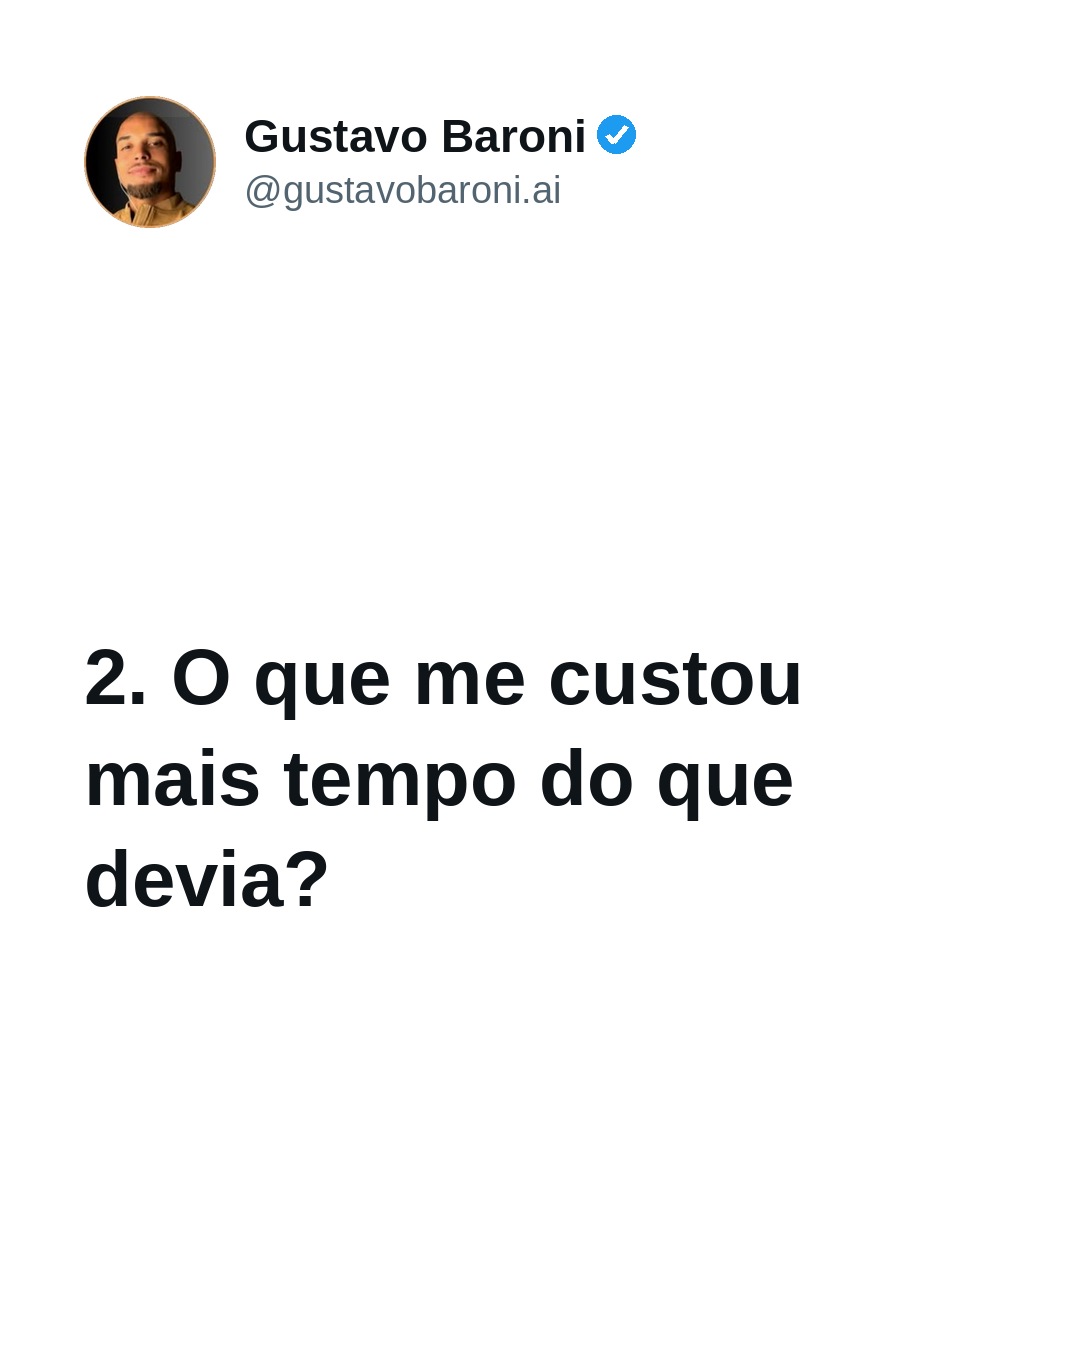 Gustavo Baroni
@gustavobaroni.ai
2. O que me custou
mais tempo do que
devia?